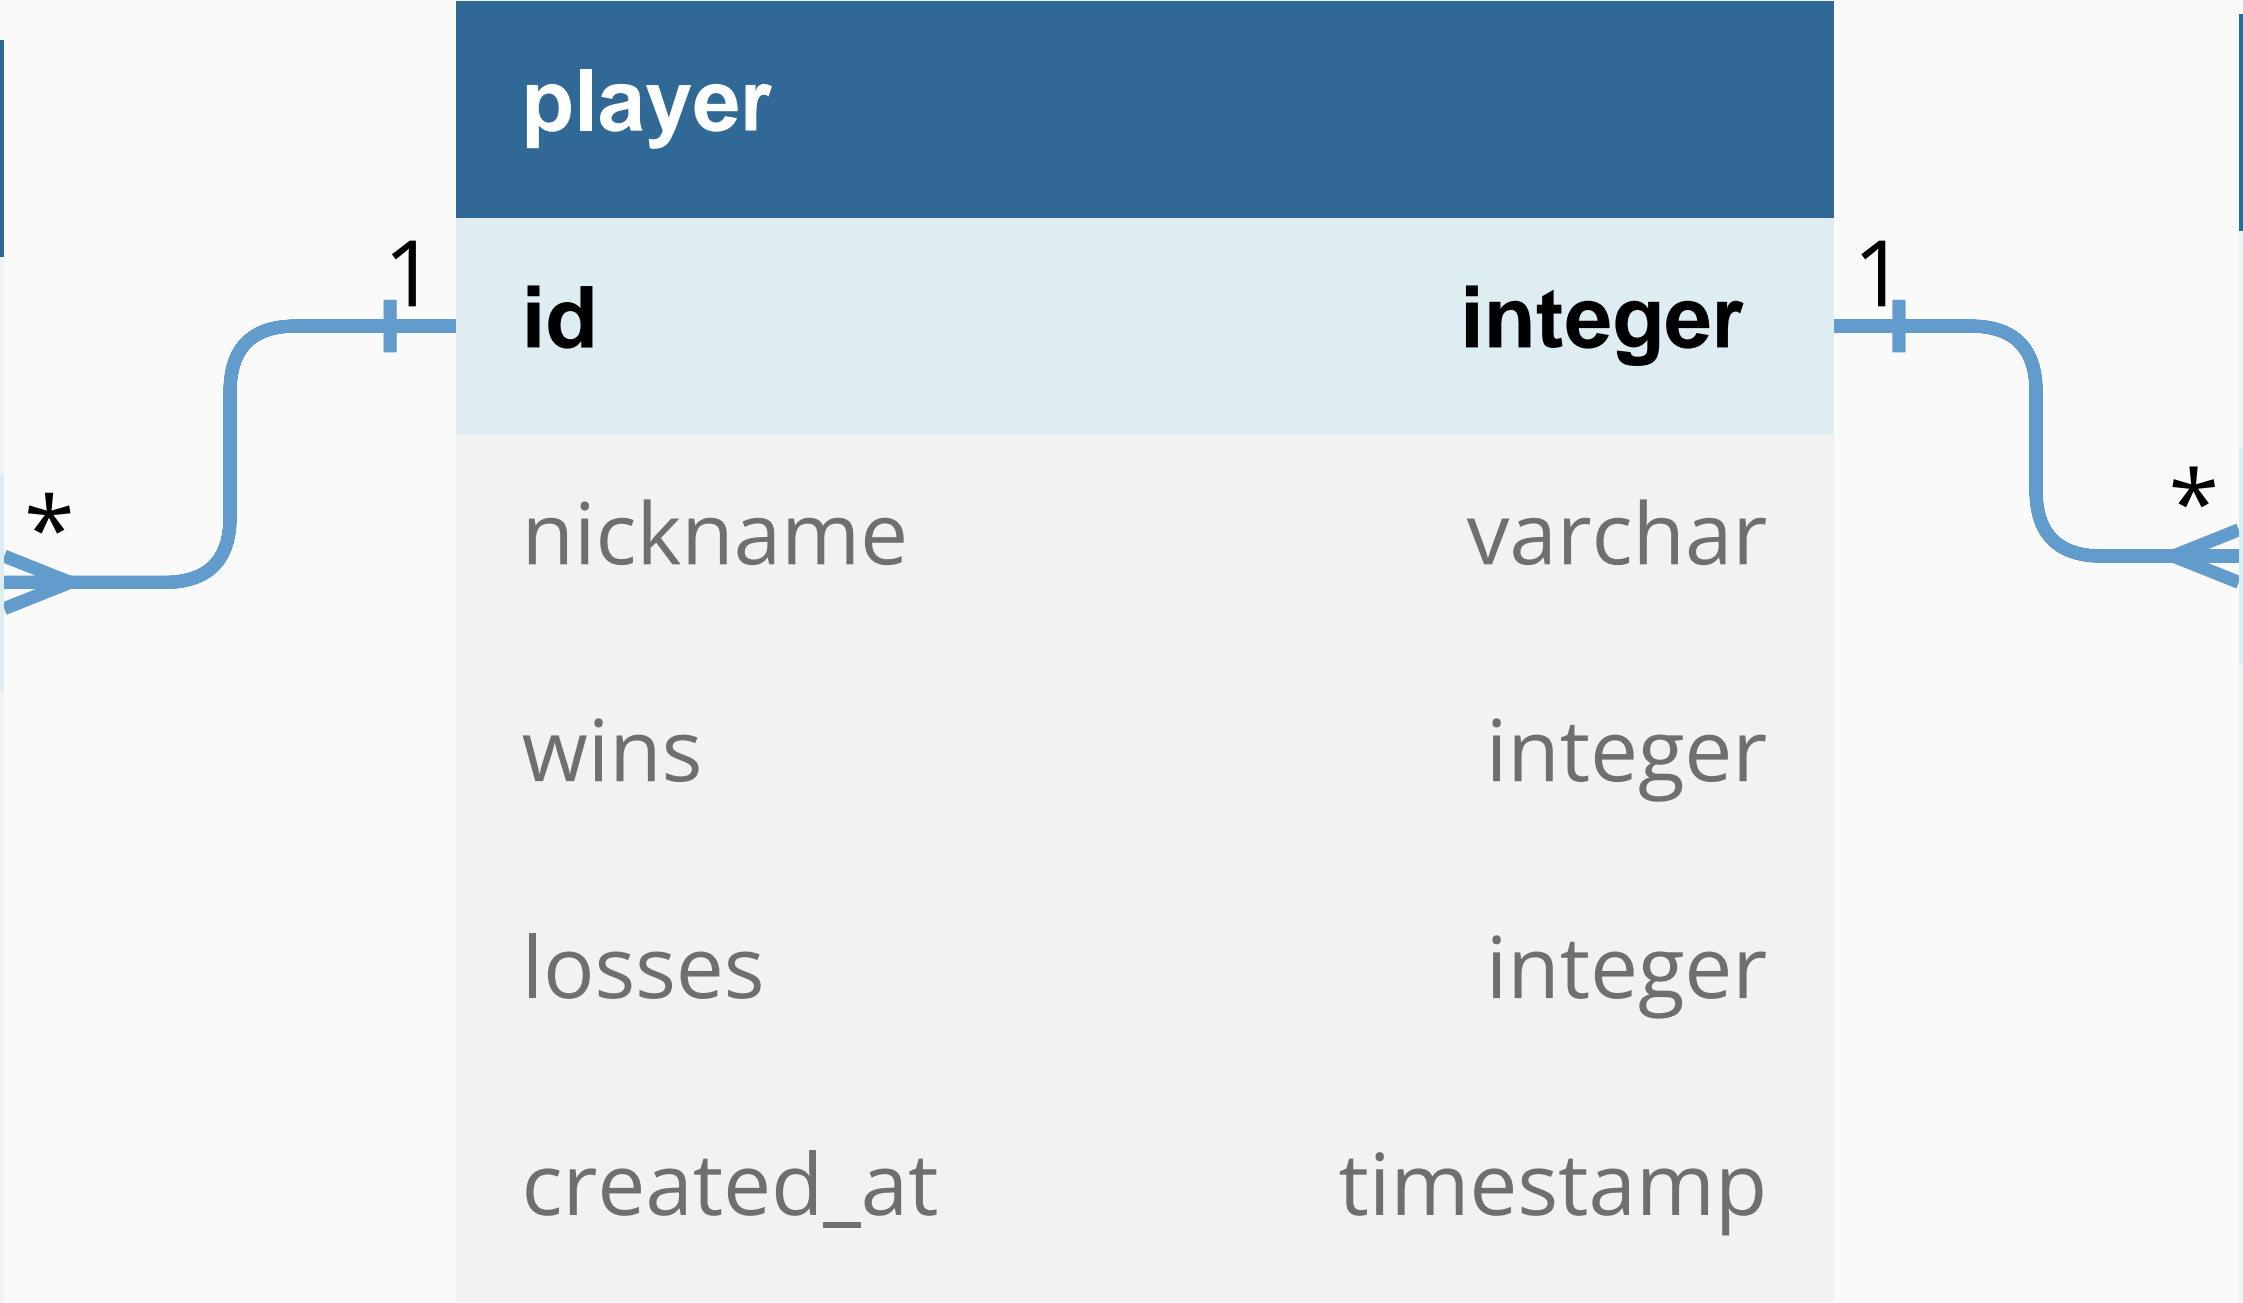 player
1 id integer 1
* nickname varchar *
wins integer
losses integer
created_at timestamp